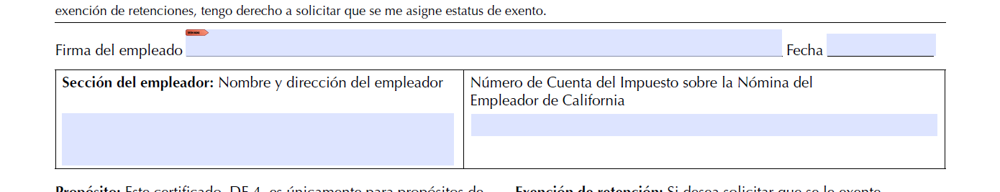 exención de retenciones, tengo derecho a solicitar que se me asigne estatus de exento.
Firma del empleado
Fecha
Sección del empleador: Nombre y dirección del empleador
Número de Cuenta del Impuesto sobre la Nómina del
Empleador de California
Propósito: Este certificado, DE 4, es únicamente para propósitos de
Exención de retención: Si desea solicitar que se le exente